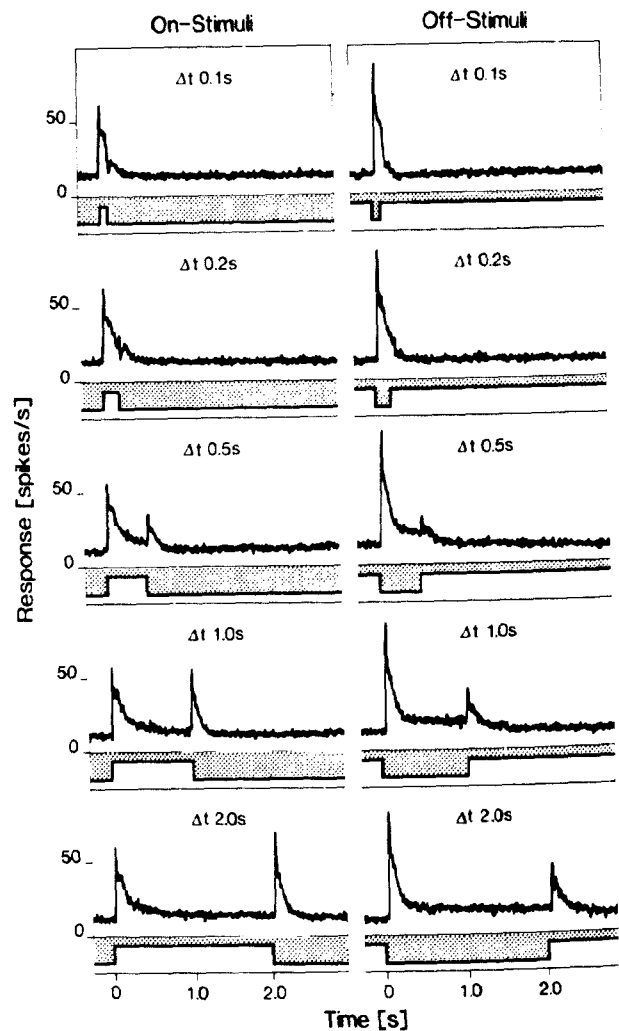 On-Stimuli Off-Stimuli
Δt 0.1s Δt 0.1s
50
0
Δt 0.2s Δt 0.2s
50
0
Δt 0.5s Δt 0.5s
50
0
Δt 1.0s Δt 1.0s
50
0
Δt 2.0s Δt 2.0s
50
0
Response [spikes/s]
0 1.0 2.0 0 1.0 2.0
Time [s]